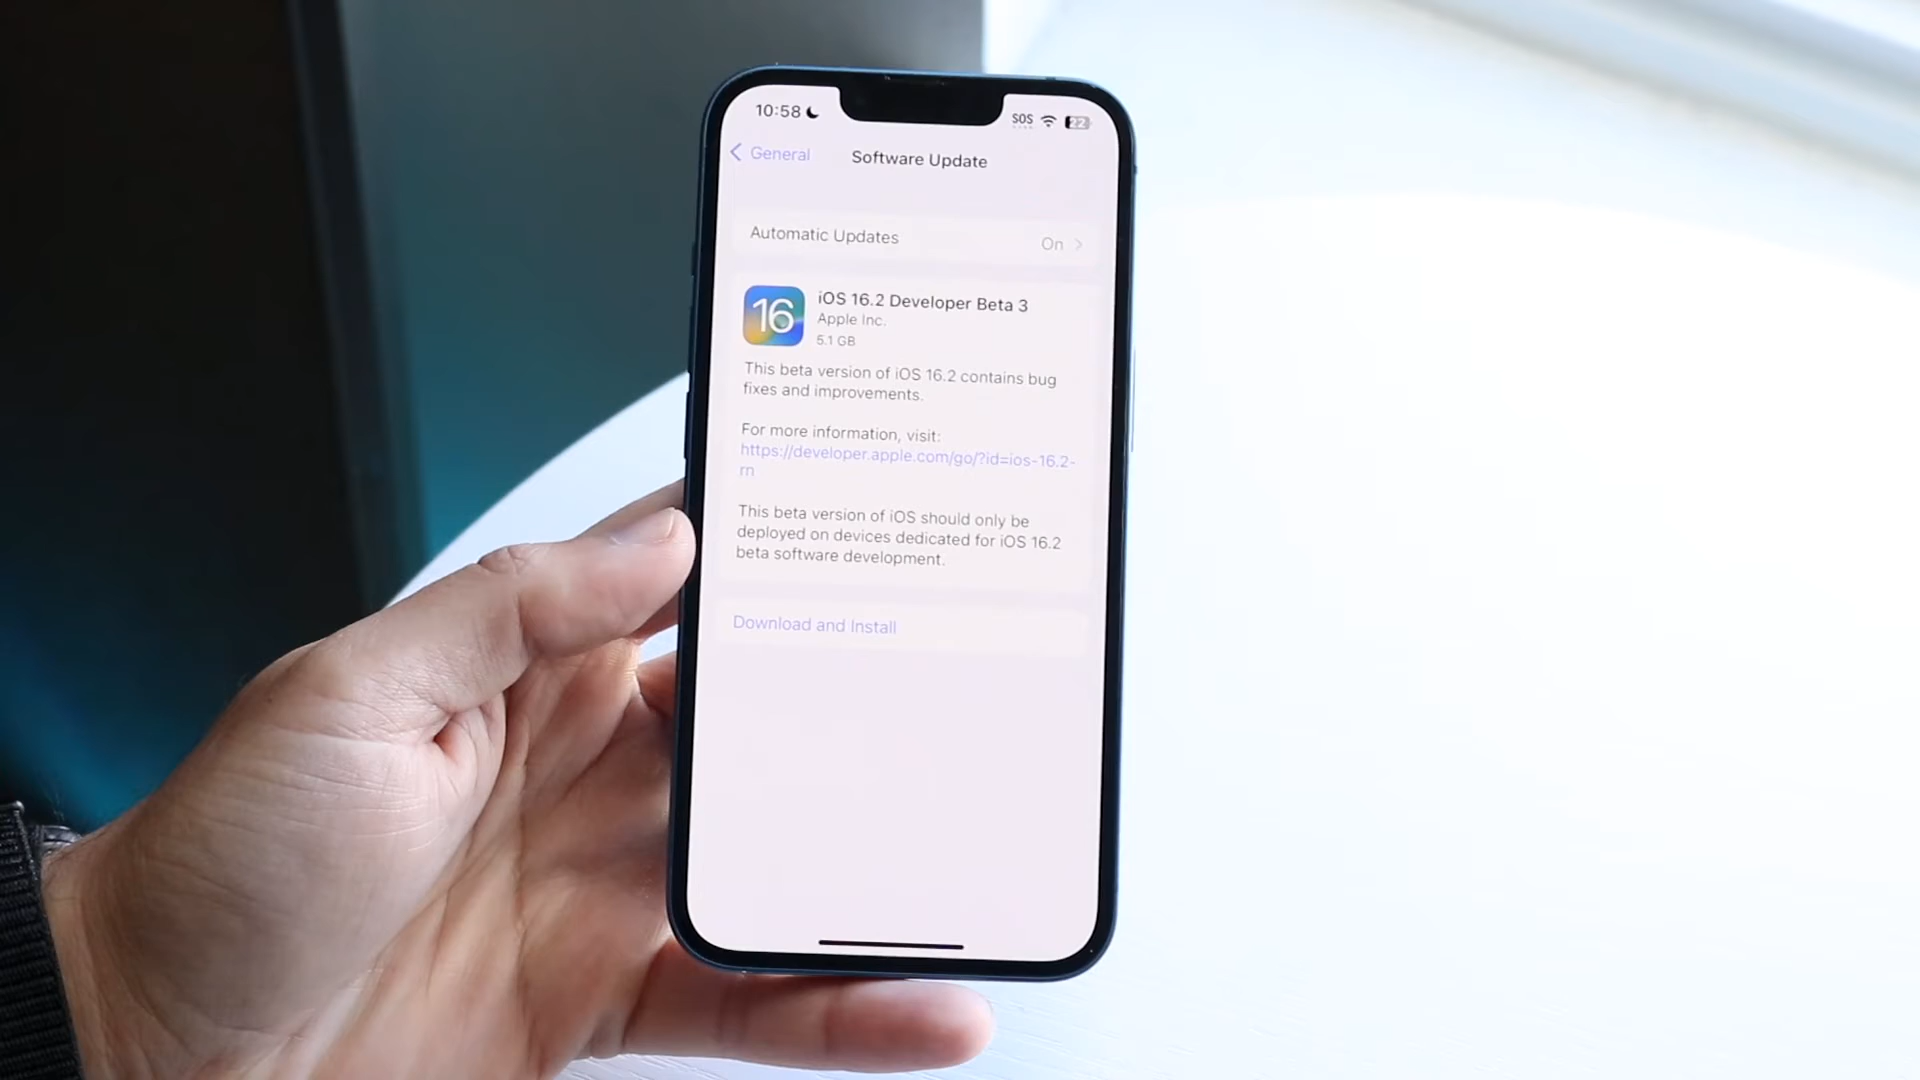 10:58
SOS
22
General
Software Update
Automatic Updates
On
16
iOS 16.2 Developer Beta 3
Apple Inc.
5.1 GB
This beta version of iOS 16.2 contains bug
fixes and improvements.
For more information, visit:
https://developer.apple.com/go/?id=ios-16.2-
rn
This beta version of iOS should only be
deployed on devices dedicated for iOS 16.2
beta software development.
Download and Install